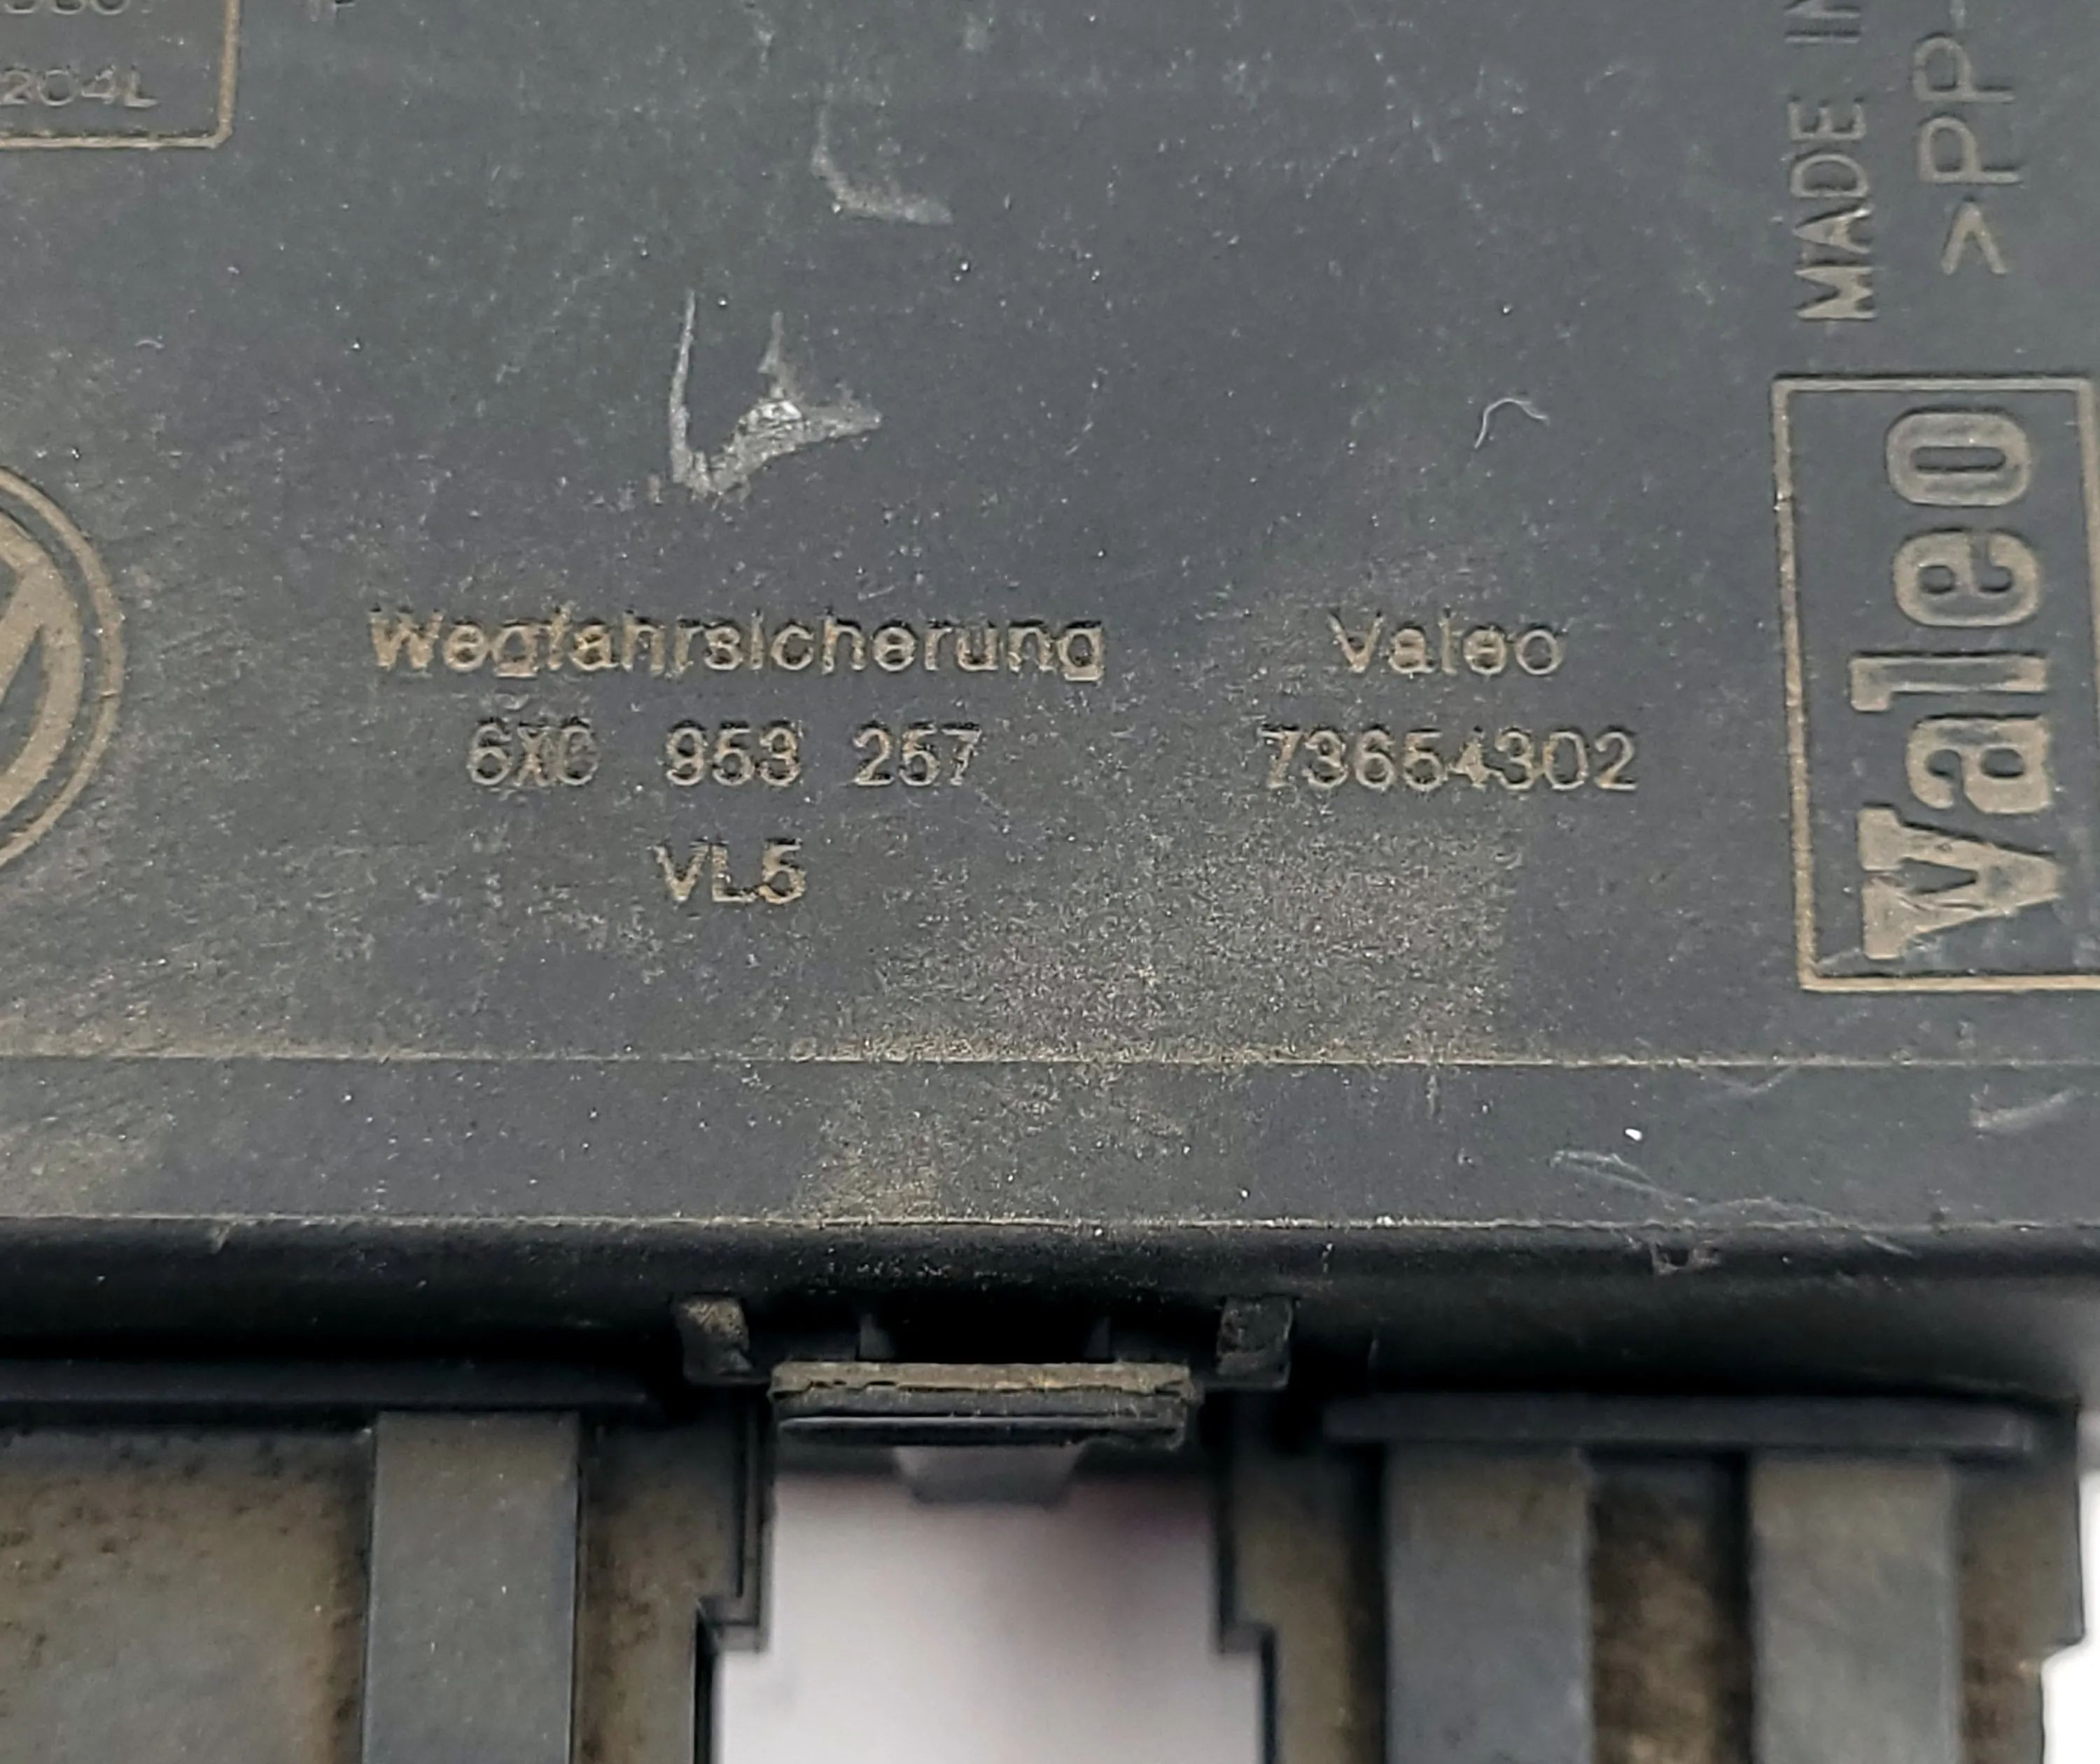 204L
Wegfahrsicherung
6X0 953 257
VL5
Valeo
73654302
MADE IN
>PP-
Valeo